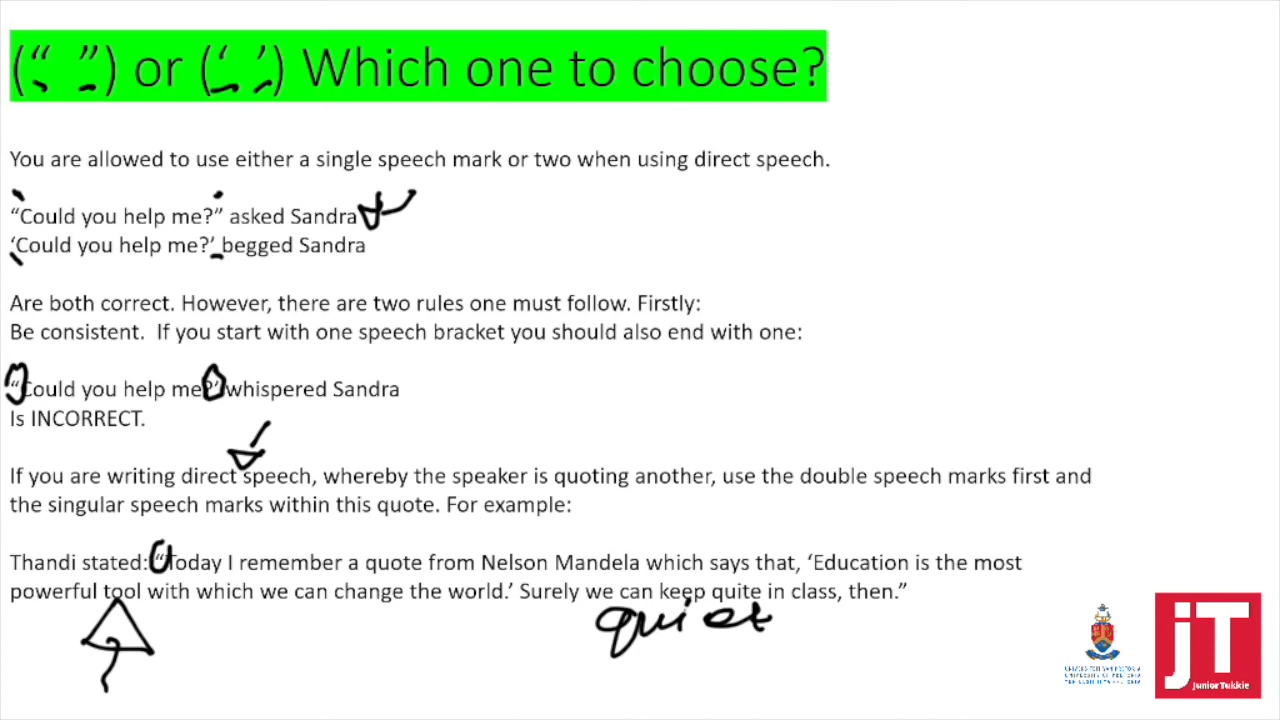 (“ ”) or (‘ ’) Which one to choose?
You are allowed to use either a single speech mark or two when using direct speech.
“Could you help me?” asked Sandra
‘Could you help me?’ begged Sandra
Are both correct. However, there are two rules one must follow. Firstly:
Be consistent.  If you start with one speech bracket you should also end with one:
“Could you help me?’ whispered Sandra
Is INCORRECT.
If you are writing direct speech, whereby the speaker is quoting another, use the double speech marks first and
the singular speech marks within this quote. For example:
Thandi stated: “Today I remember a quote from Nelson Mandela which says that, ‘Education is the most
powerful tool with which we can change the world.’ Surely we can keep quite in class, then.”
quiet
jT
Junior Tukkie